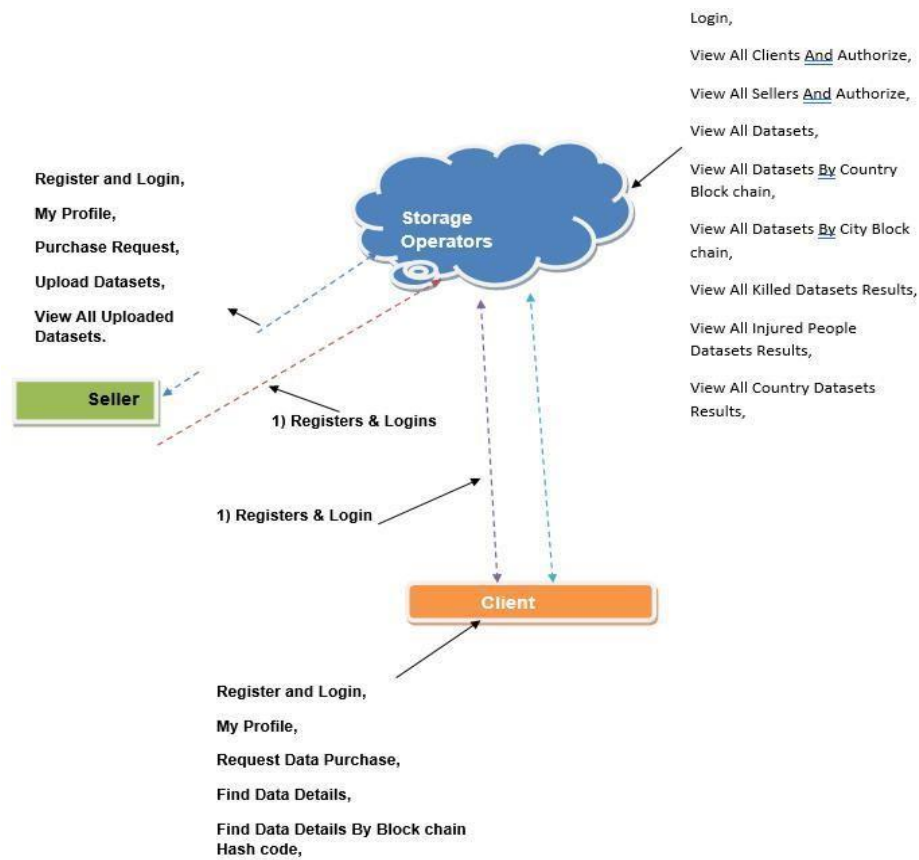 Login,
View All Clients And Authorize,
View All Sellers And Authorize,
View All Datasets,
View All Datasets By Country
Block chain,
View All Datasets By City Block
chain,
View All Killed Datasets Results,
View All Injured People
Datasets Results,
View All Country Datasets
Results,
Register and Login,
My Profile,
Purchase Request,
Upload Datasets,
View All Uploaded
Datasets.
Storage
Operators
Seller
1) Registers & Logins
1) Registers & Login
Client
Register and Login,
My Profile,
Request Data Purchase,
Find Data Details,
Find Data Details By Block chain
Hash code,